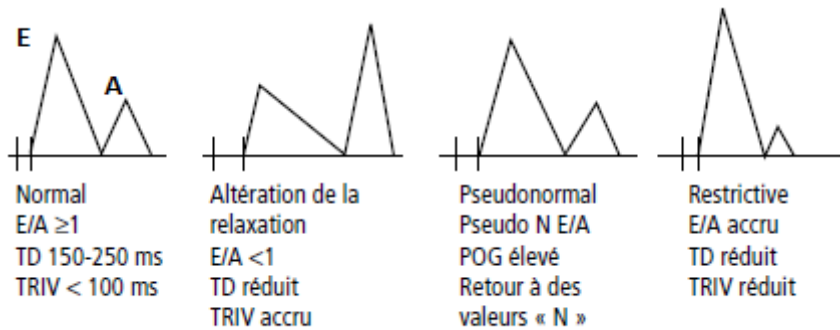 E
A
Normal
E/A ≥1
TD 150-250 ms
TRIV < 100 ms
Altération de la
relaxation
E/A <1
TD réduit
TRIV accru
Pseudonormal
Pseudo N E/A
POG élevé
Retour à des
valeurs « N »
Restrictive
E/A accru
TD réduit
TRIV réduit